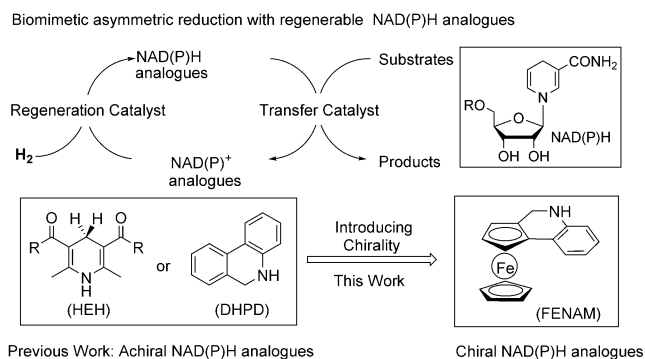 Biomimetic asymmetric reduction with regenerable NAD(P)H analogues
NAD(P)H
analogues
Substrates
Regeneration Catalyst
Transfer Catalyst
H₂
NAD(P)⁺
analogues
Products
CONH₂
N
RO
O
NAD(P)H
OH OH
O H H O
R R
N
H
(HEH)
or
NH
(DHPD)
Introducing
Chirality
This Work
NH
Fe
(FENAM)
Previous Work: Achiral NAD(P)H analogues
Chiral NAD(P)H analogues